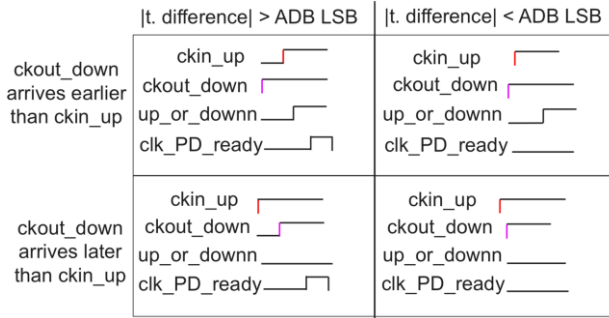 |t. difference| > ADB LSB
|t. difference| < ADB LSB
ckout_down
arrives earlier
than ckin_up
ckin_up
ckout_down
up_or_downn
clk_PD_ready
ckin_up
ckout_down
up_or_downn
clk_PD_ready
ckout_down
arrives later
than ckin_up
ckin_up
ckout_down
up_or_downn
clk_PD_ready
ckin_up
ckout_down
up_or_downn
clk_PD_ready